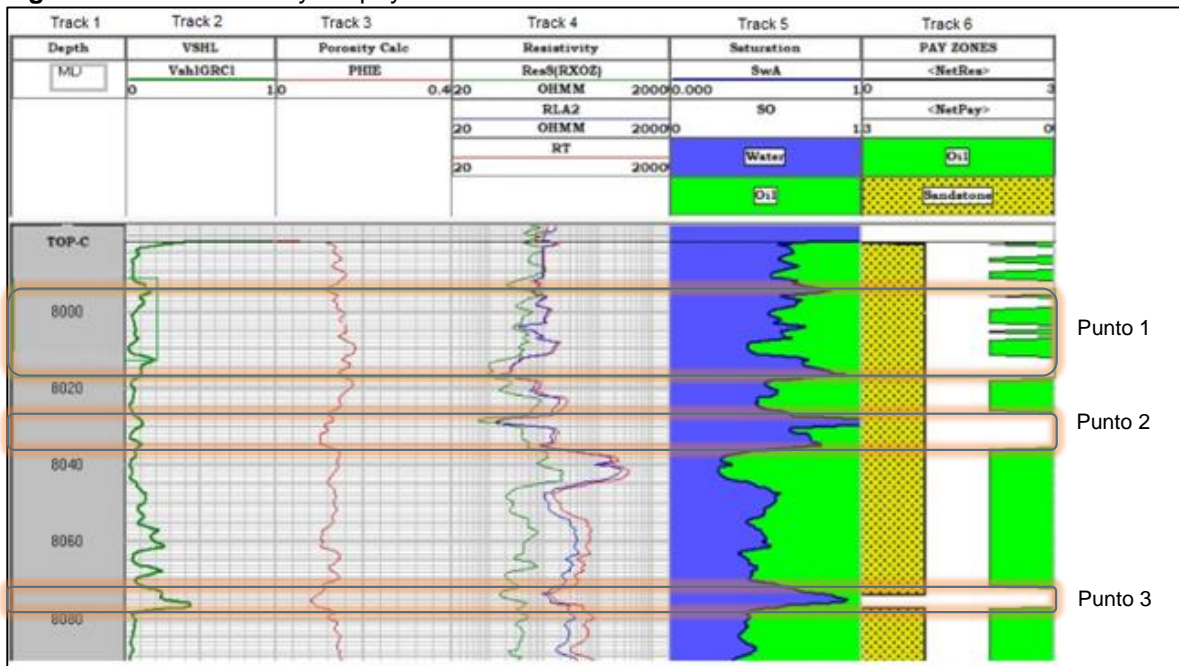 Track 1 Track 2 Track 3 Track 4 Track 5 Track 6
Depth VSHL Porosity Calc Resistivity Saturation PAY ZONES
MD VshlGRC1 PHIE ResS(RXOZ) SwA <NetRes>
0 1 0 0.4 20 OHMM 2000 0.000 1 0 3
RLA2 SO <NetPay>
20 OHMM 2000 0 1 3 0
RT Water Oil
20 2000
Oil Sandstone
TOP-C
8000
Punto 1
8020
Punto 2
8040
8060
Punto 3
8080